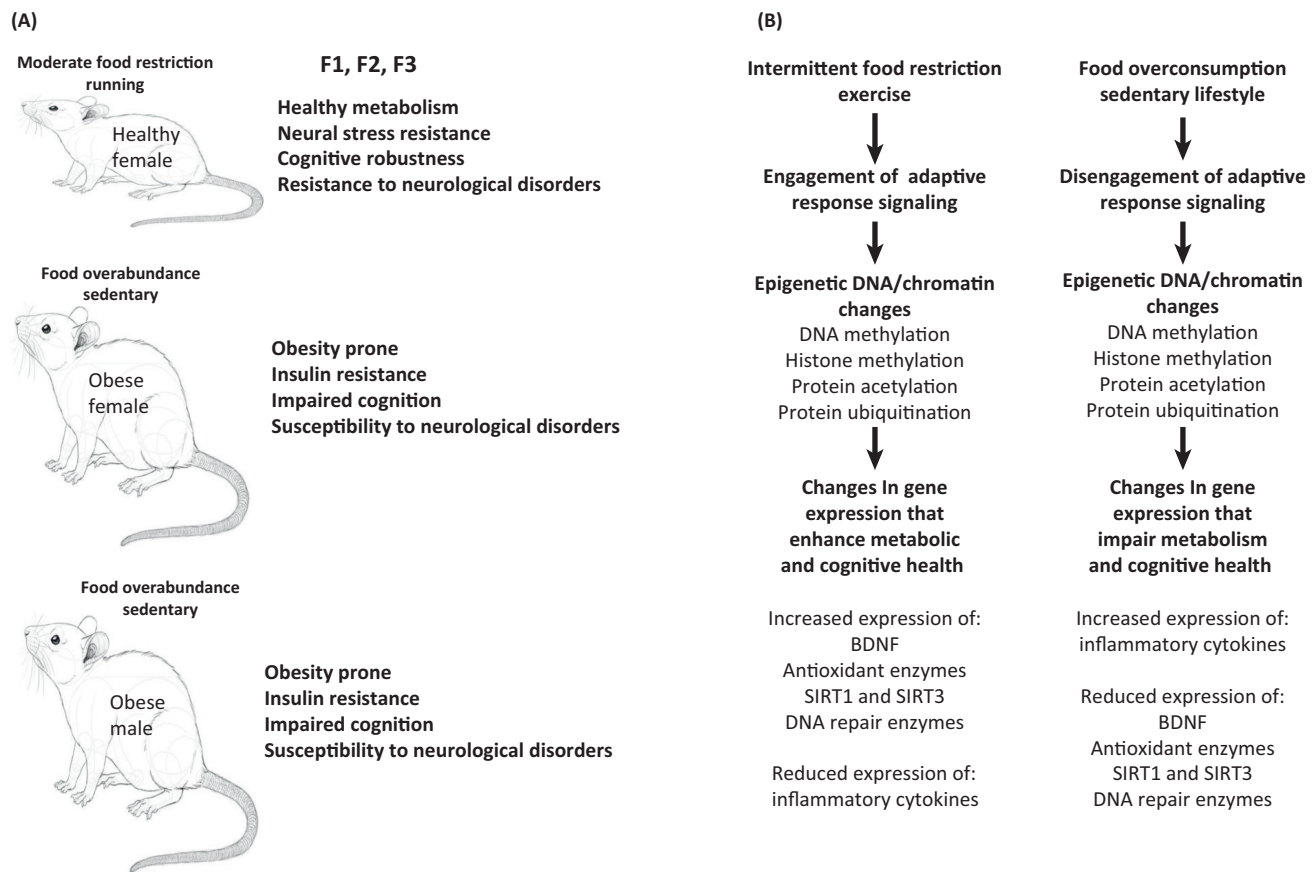 (A)
Moderate food restriction
running
Healthy
female
F1, F2, F3
Healthy metabolism
Neural stress resistance
Cognitive robustness
Resistance to neurological disorders
Food overabundance
sedentary
Obese
female
Obesity prone
Insulin resistance
Impaired cognition
Susceptibility to neurological disorders
Food overabundance
sedentary
Obese
male
Obesity prone
Insulin resistance
Impaired cognition
Susceptibility to neurological disorders
(B)
Intermittent food restriction
exercise
Engagement of adaptive
response signaling
Epigenetic DNA/chromatin
changes
DNA methylation
Histone methylation
Protein acetylation
Protein ubiquitination
Changes In gene
expression that
enhance metabolic
and cognitive health
Increased expression of:
BDNF
Antioxidant enzymes
SIRT1 and SIRT3
DNA repair enzymes
Reduced expression of:
inflammatory cytokines
Food overconsumption
sedentary lifestyle
Disengagement of adaptive
response signaling
Epigenetic DNA/chromatin
changes
DNA methylation
Histone methylation
Protein acetylation
Protein ubiquitination
Changes In gene
expression that
impair metabolism
and cognitive health
Increased expression of:
inflammatory cytokines
Reduced expression of:
BDNF
Antioxidant enzymes
SIRT1 and SIRT3
DNA repair enzymes